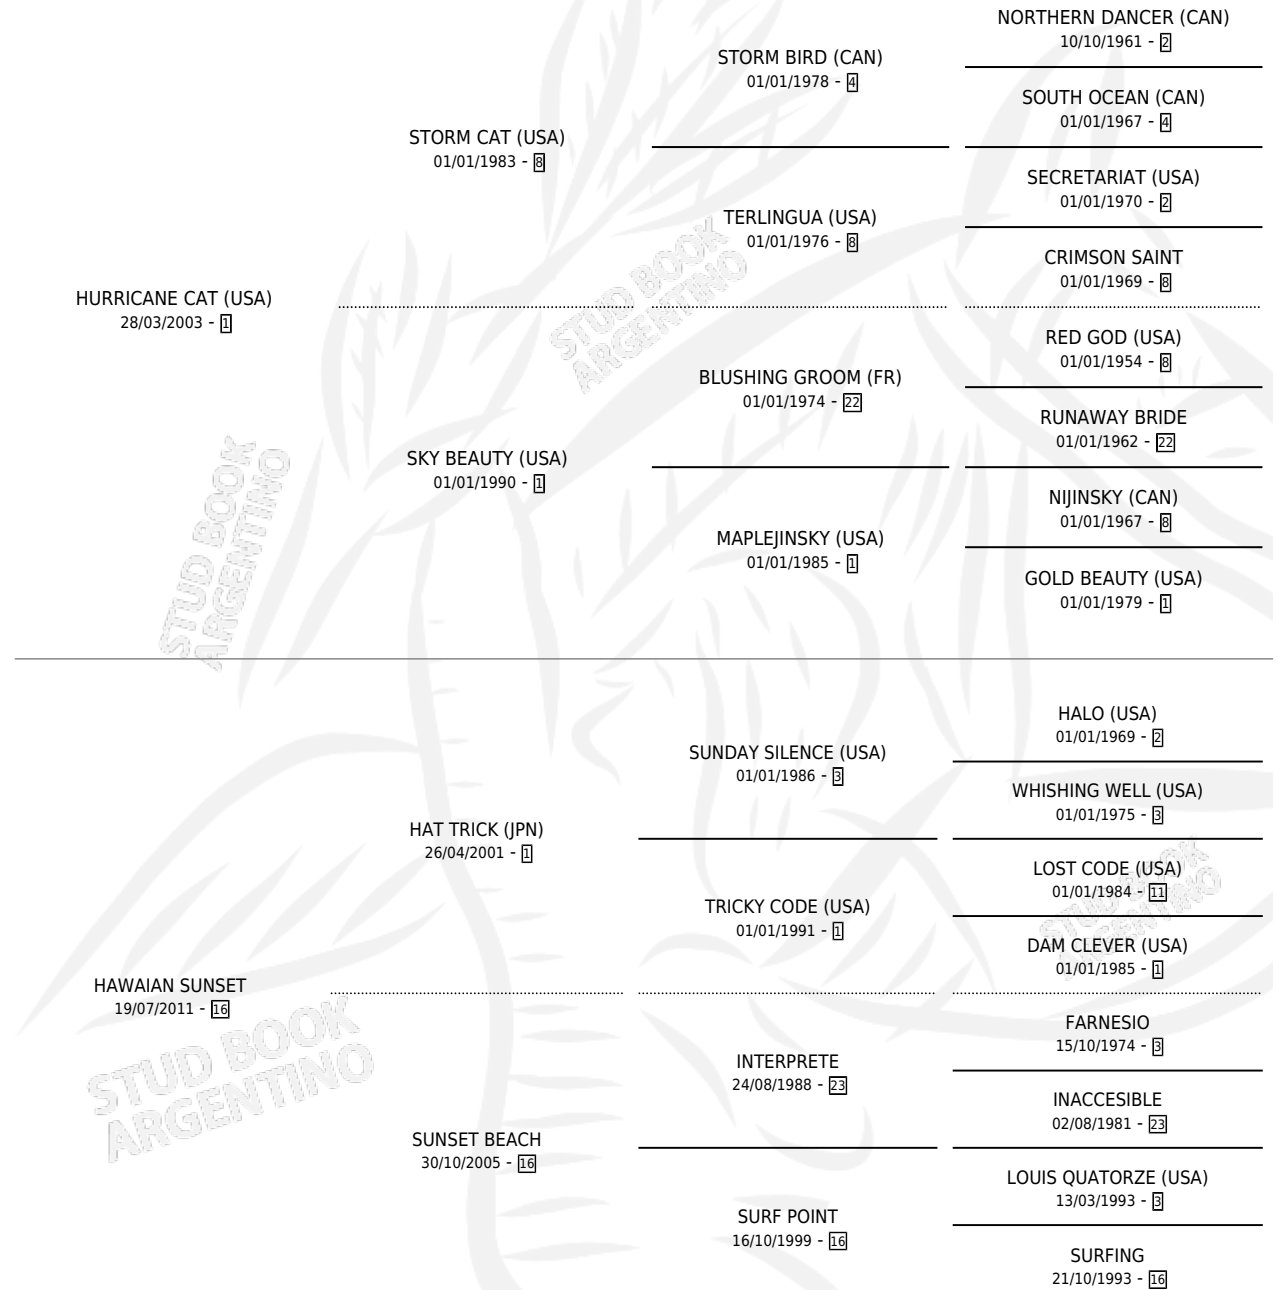 NORTHERN DANCER (CAN)
10/10/1961 - 2
STORM BIRD (CAN)
01/01/1978 - 4
SOUTH OCEAN (CAN)
01/01/1967 - 4
STORM CAT (USA)
01/01/1983 - 8
SECRETARIAT (USA)
01/01/1970 - 2
TERLINGUA (USA)
01/01/1976 - 8
CRIMSON SAINT
01/01/1969 - 8
HURRICANE CAT (USA)
28/03/2003 - 1
RED GOD (USA)
01/01/1954 - 8
BLUSHING GROOM (FR)
01/01/1974 - 22
RUNAWAY BRIDE
01/01/1962 - 22
SKY BEAUTY (USA)
01/01/1990 - 1
NIJINSKY (CAN)
01/01/1967 - 8
MAPLEJINSKY (USA)
01/01/1985 - 1
GOLD BEAUTY (USA)
01/01/1979 - 1
HALO (USA)
01/01/1969 - 2
SUNDAY SILENCE (USA)
01/01/1986 - 3
WHISHING WELL (USA)
01/01/1975 - 3
HAT TRICK (JPN)
26/04/2001 - 1
LOST CODE (USA)
01/01/1984 - 11
TRICKY CODE (USA)
01/01/1991 - 1
DAM CLEVER (USA)
01/01/1985 - 1
HAWAIAN SUNSET
19/07/2011 - 16
FARNESIO
15/10/1974 - 3
INTERPRETE
24/08/1988 - 23
INACCESIBLE
02/08/1981 - 23
SUNSET BEACH
30/10/2005 - 16
LOUIS QUATORZE (USA)
13/03/1993 - 3
SURF POINT
16/10/1999 - 16
SURFING
21/10/1993 - 16
STUD BOOK
ARGENTINO
STUD BOOK
ARGENTINO
STUD BOOK
ARGENTINO
STUD BOOK
ARGENTINO